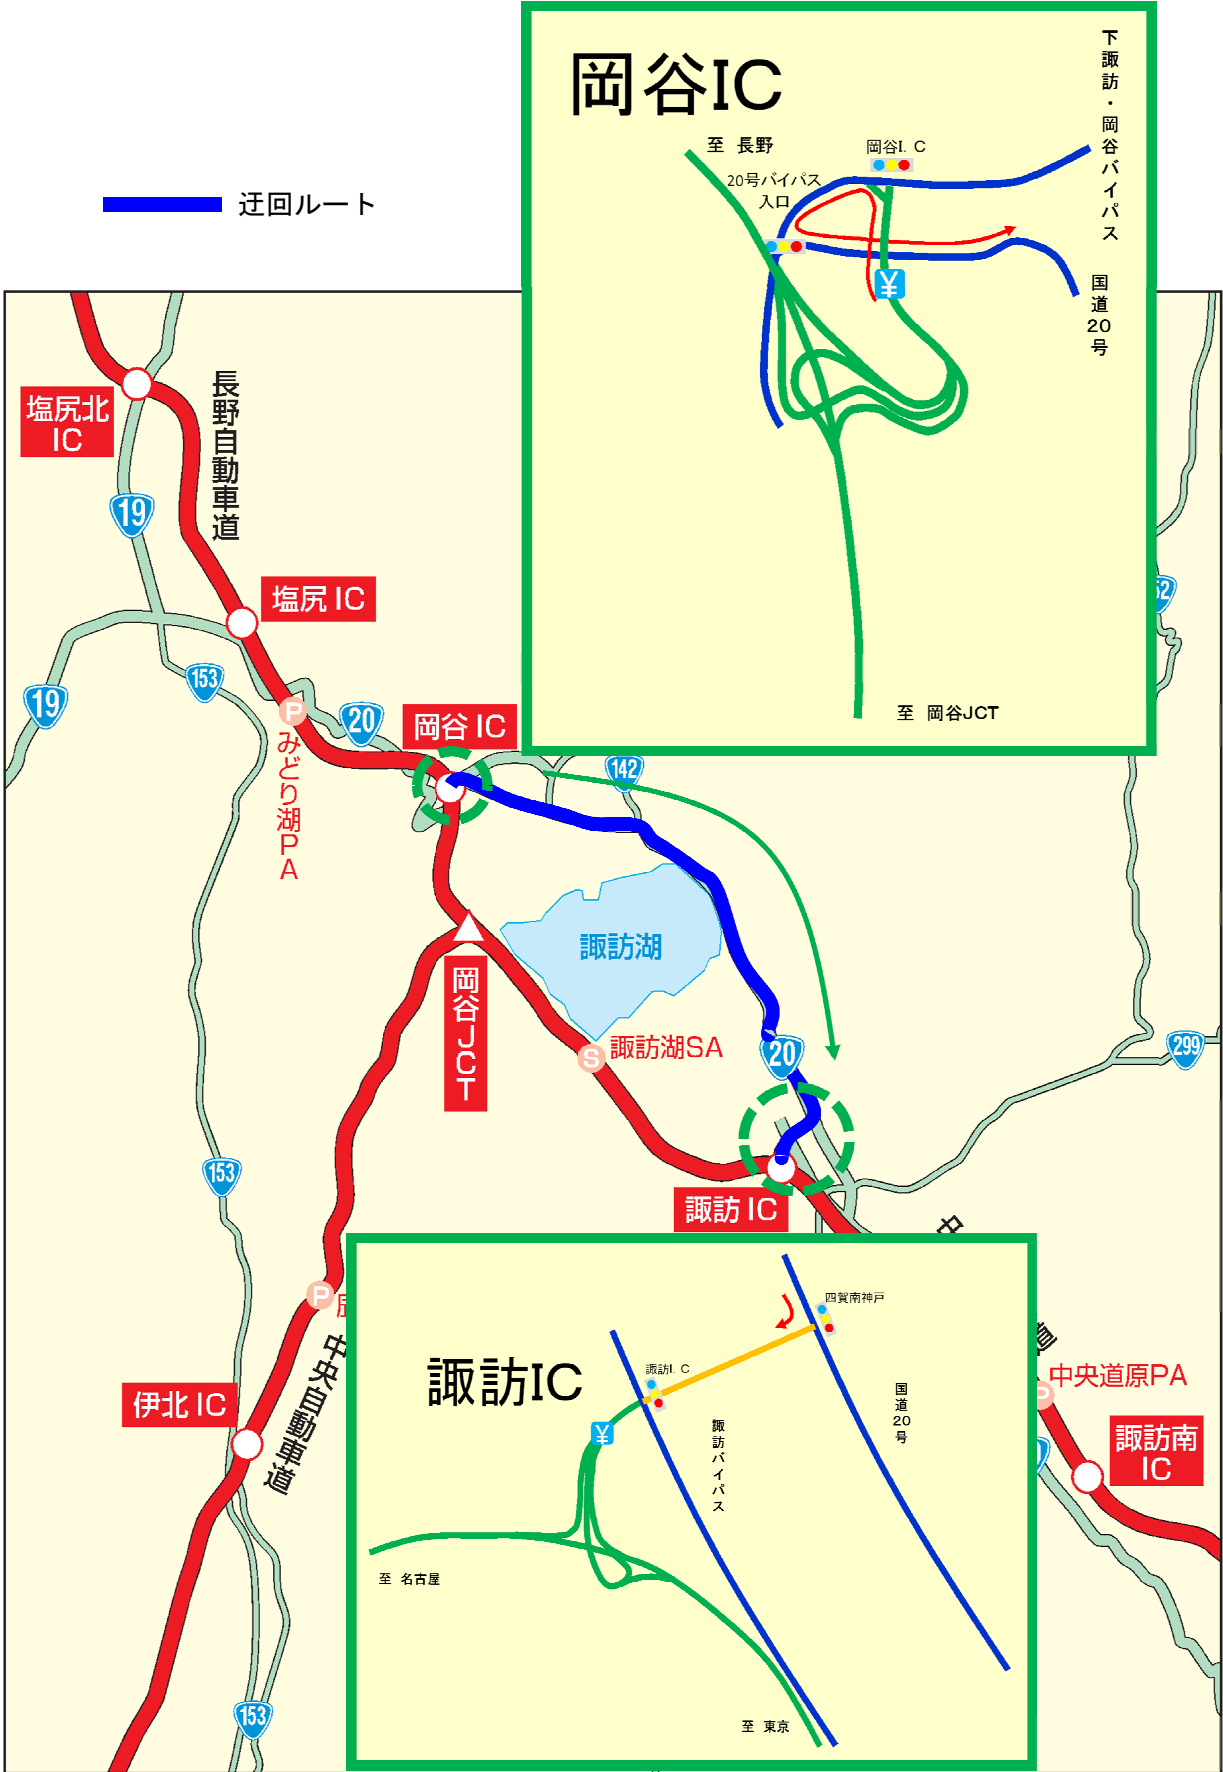 岡谷IC
至 長野
岡谷I. C
20号バイパス
入口
下諏訪・岡谷バイパス
国道20号
¥
至 岡谷JCT
迂回ルート
塩尻北
IC
長野自動車道
19
塩尻 IC
153
19
P
みどり湖PA
20
岡谷 IC
142
52
諏訪湖
岡谷JCT
S
諏訪湖SA
20
299
153
諏訪 IC
中
P
中央自動車道
伊北 IC
道
P
中央道原PA
諏訪南
IC
153
諏訪IC
四賀南神戸
諏訪I. C
¥
国道20号
諏訪バイパス
至 名古屋
至 東京